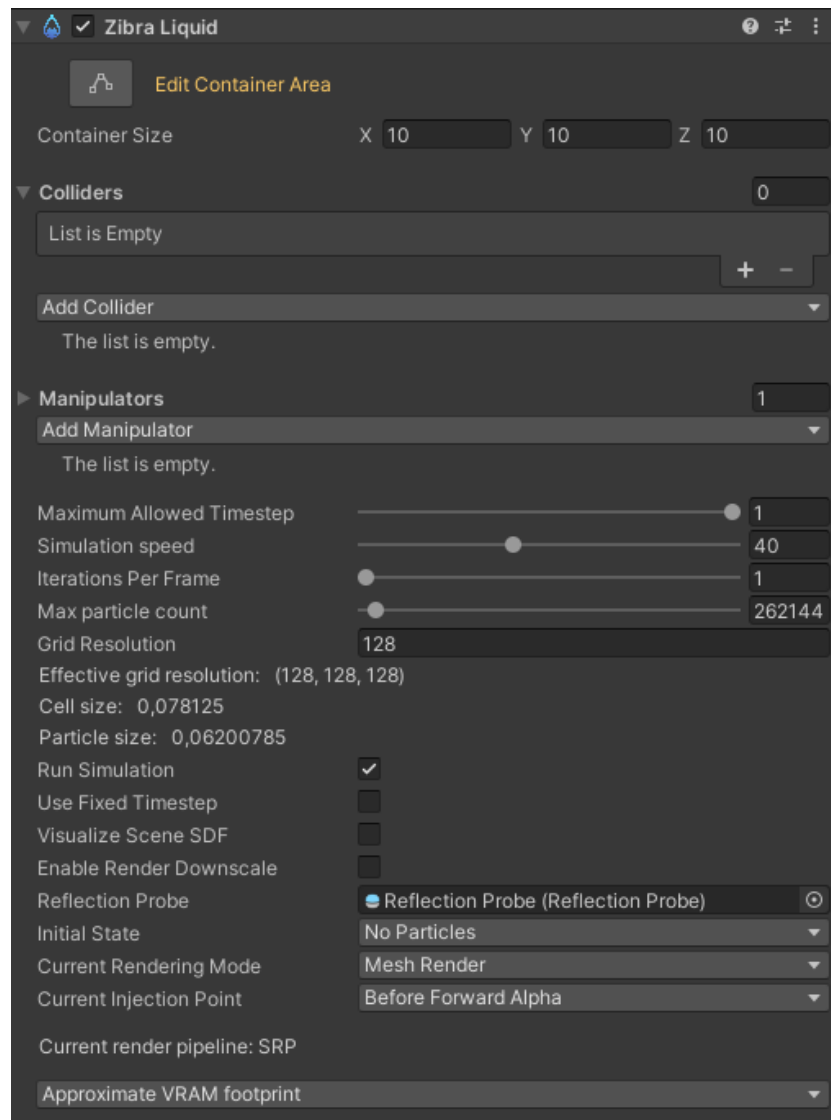 Zibra Liquid
Edit Container Area
Container Size X 10 Y 10 Z 10
Colliders 0
List is Empty
+ −
Add Collider
The list is empty.
Manipulators 1
Add Manipulator
The list is empty.
Maximum Allowed Timestep 1
Simulation speed 40
Iterations Per Frame 1
Max particle count 262144
Grid Resolution 128
Effective grid resolution: (128, 128, 128)
Cell size: 0,078125
Particle size: 0,06200785
Run Simulation
Use Fixed Timestep
Visualize Scene SDF
Enable Render Downscale
Reflection Probe Reflection Probe (Reflection Probe)
Initial State No Particles
Current Rendering Mode Mesh Render
Current Injection Point Before Forward Alpha
Current render pipeline: SRP
Approximate VRAM footprint